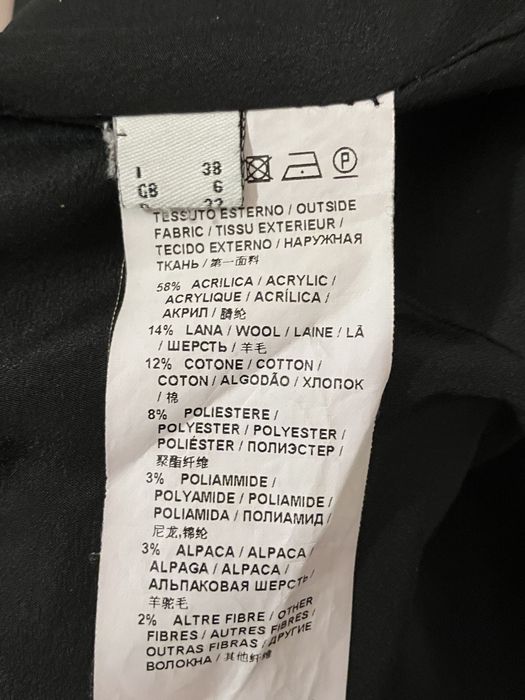 I 38
GB 6
P
TESSUTO ESTERNO / OUTSIDE
FABRIC / TISSU EXTERIEUR /
TECIDO EXTERNO / НАРУЖНАЯ
ТКАНЬ / 第一面料
58% ACRILICA / ACRYLIC /
ACRYLIQUE / ACRÍLICA /
АКРИЛ / 腈纶
14% LANA / WOOL / LAINE / LÃ
/ ШЕРСТЬ / 羊毛
12% COTONE / COTTON /
COTON / ALGODÃO / ХЛОПОК
/ 棉
8% POLIESTERE /
POLYESTER / POLYESTER /
POLIÉSTER / ПОЛИЭСТЕР /
聚酯纤维
3% POLIAMMIDE /
POLYAMIDE / POLIAMIDE /
POLIAMIDA / ПОЛИАМИД /
尼龙,锦纶
3% ALPACA / ALPACA /
ALPAGA / ALPACA /
АЛЬПАКОВАЯ ШЕРСТЬ /
羊驼毛
2% ALTRE FIBRE / OTHER
FIBRES / AUTRES FIBRES /
OUTRAS FIBRAS / ДРУГИЕ
ВОЛОКНА / 其他纤维